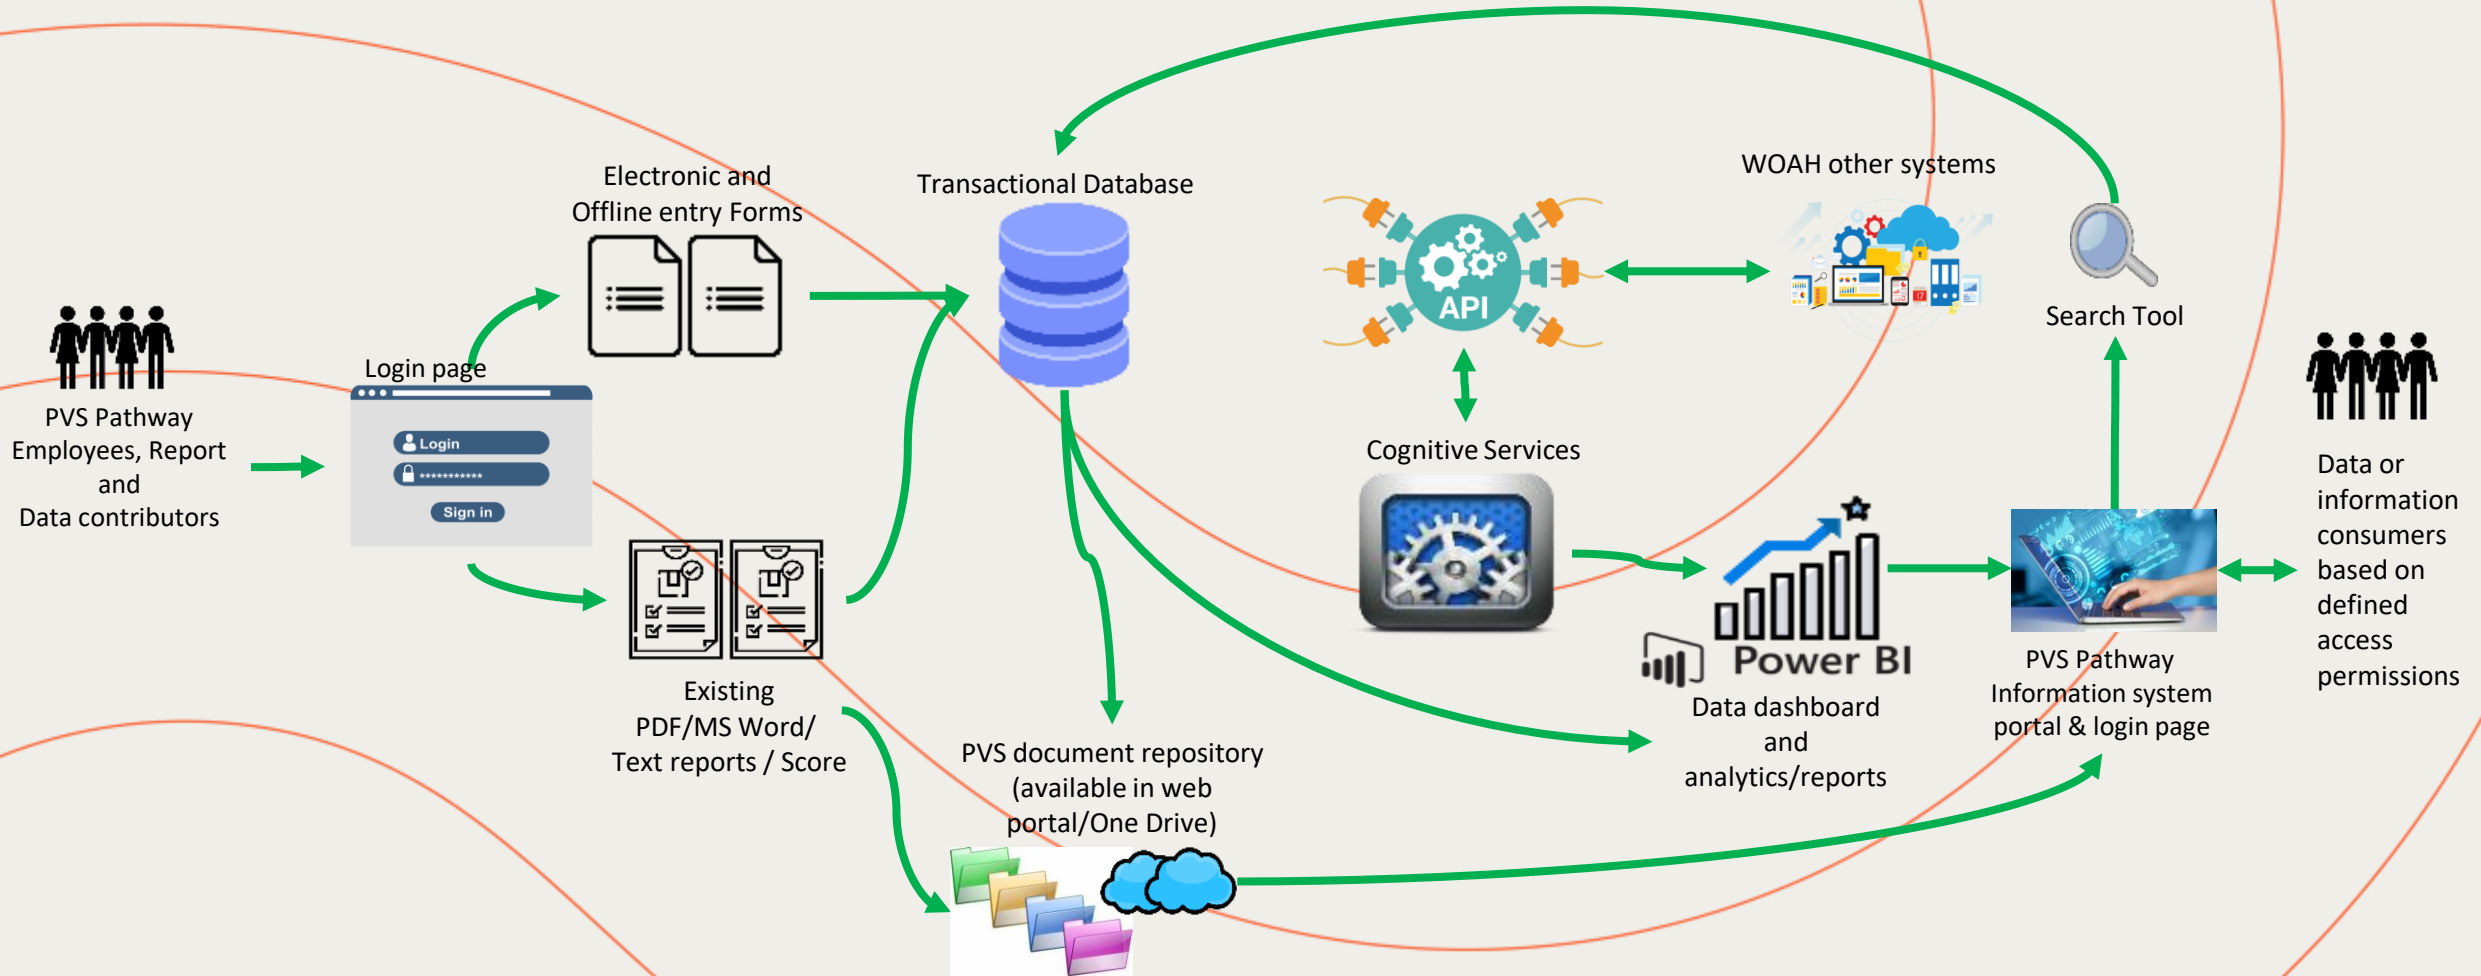 PVS Pathway
Employees, Report
and
Data contributors
Login page
Login
***********
Sign in
Electronic and
Offline entry Forms
Existing
PDF/MS Word/
Text reports / Score
Transactional Database
PVS document repository
(available in web
portal/One Drive)
API
Cognitive Services
WOAH other systems
17
Power BI
Data dashboard
and
analytics/reports
Search Tool
PVS Pathway
Information system
portal & login page
Data or
information
consumers
based on
defined
access
permissions